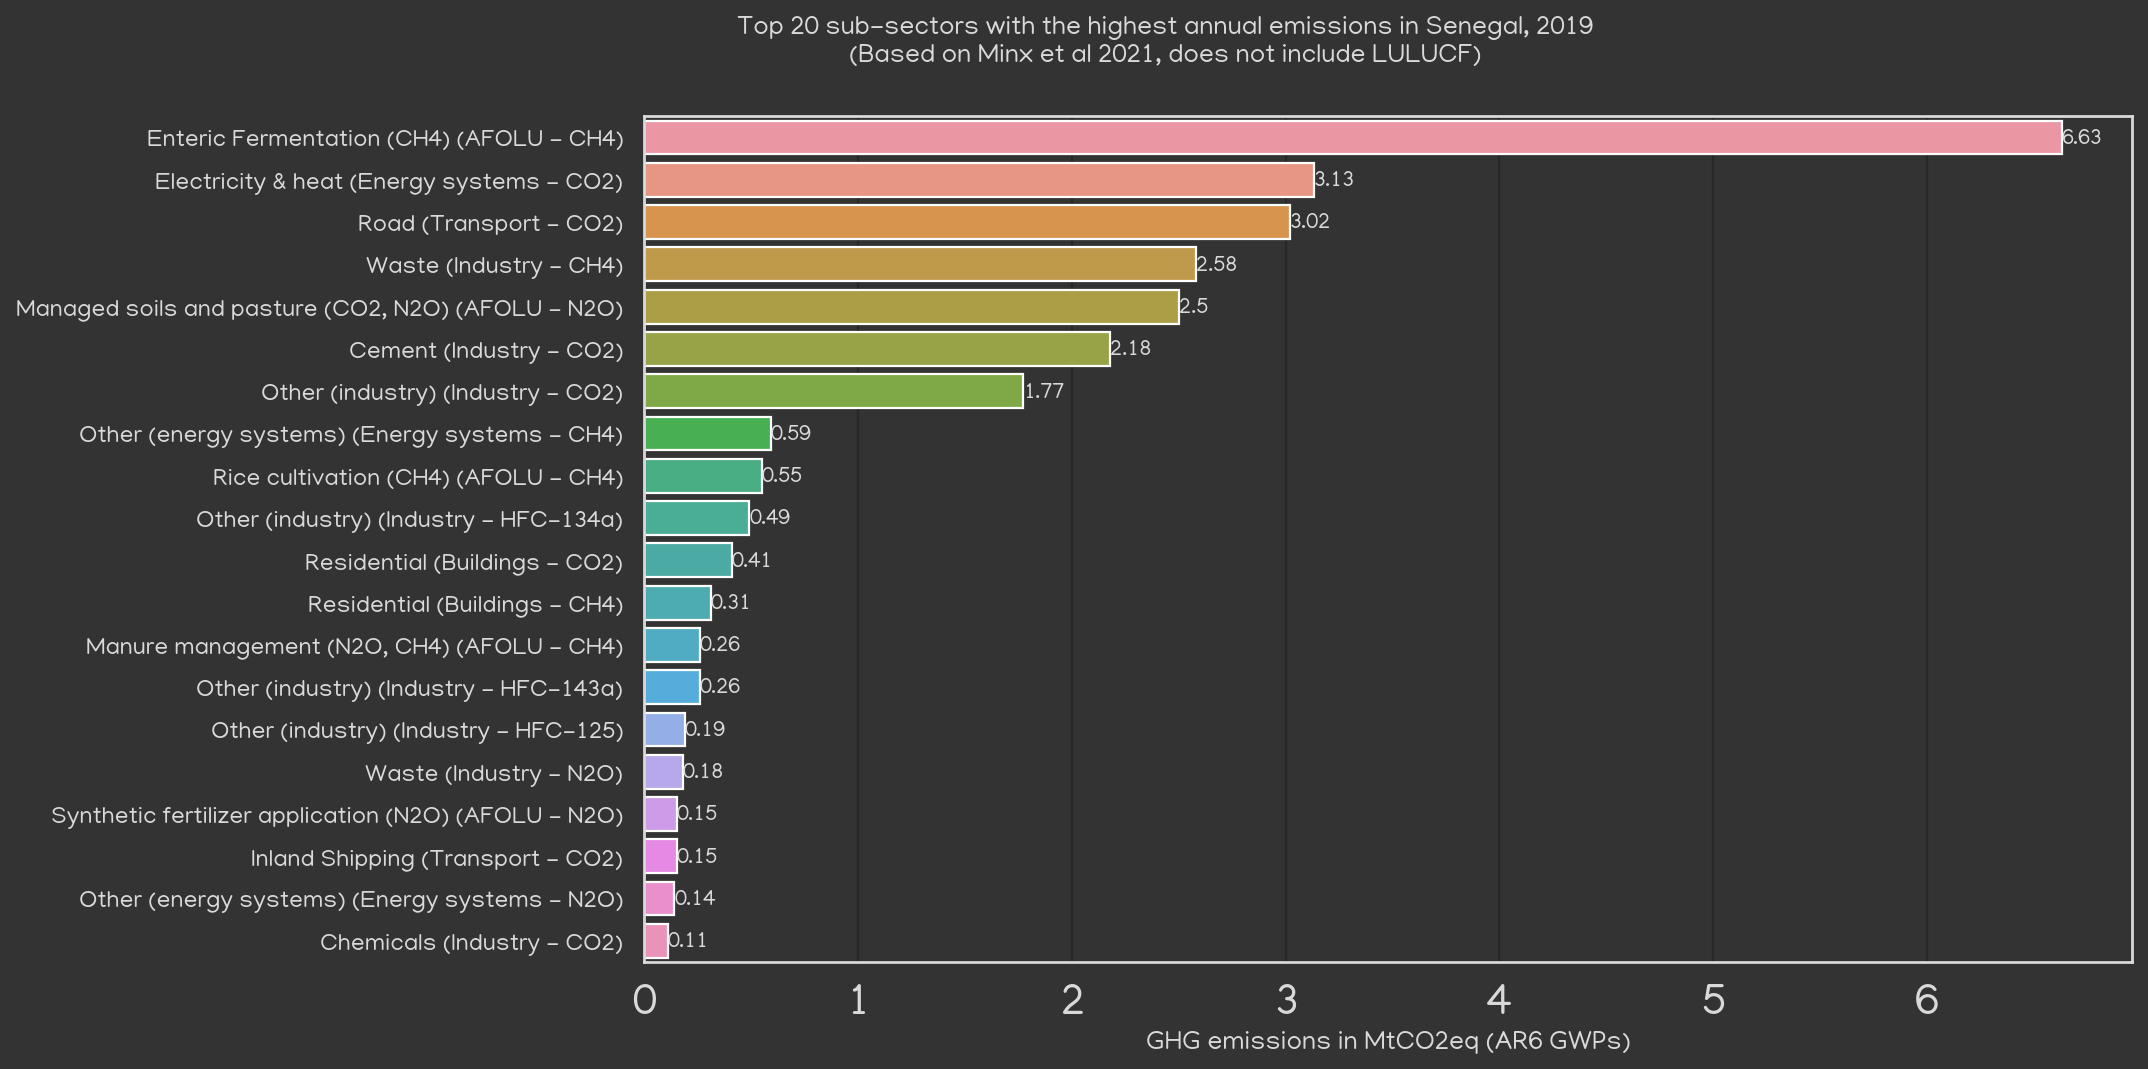 Top 20 sub-sectors with the highest annual emissions in Senegal, 2019
(Based on Minx et al 2021, does not include LULUCF)
Enteric Fermentation (CH4) (AFOLU - CH4) 6.63
Electricity & heat (Energy systems - CO2) 3.13
Road (Transport - CO2) 3.02
Waste (Industry - CH4) 2.58
Managed soils and pasture (CO2, N2O) (AFOLU - N2O) 2.5
Cement (Industry - CO2) 2.18
Other (industry) (Industry - CO2) 1.77
Other (energy systems) (Energy systems - CH4) 0.59
Rice cultivation (CH4) (AFOLU - CH4) 0.55
Other (industry) (Industry - HFC-134a) 0.49
Residential (Buildings - CO2) 0.41
Residential (Buildings - CH4) 0.31
Manure management (N2O, CH4) (AFOLU - CH4) 0.26
Other (industry) (Industry - HFC-143a) 0.26
Other (industry) (Industry - HFC-125) 0.19
Waste (Industry - N2O) 0.18
Synthetic fertilizer application (N2O) (AFOLU - N2O) 0.15
Inland Shipping (Transport - CO2) 0.15
Other (energy systems) (Energy systems - N2O) 0.14
Chemicals (Industry - CO2) 0.11
0 1 2 3 4 5 6
GHG emissions in MtCO2eq (AR6 GWPs)